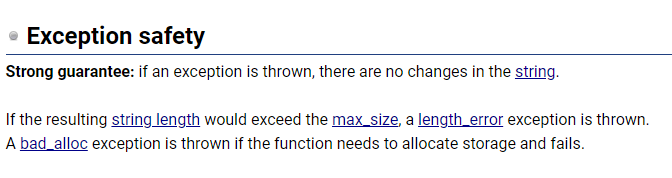 Exception safety
Strong guarantee: if an exception is thrown, there are no changes in the string.
If the resulting string length would exceed the max_size, a length_error exception is thrown.
A bad_alloc exception is thrown if the function needs to allocate storage and fails.